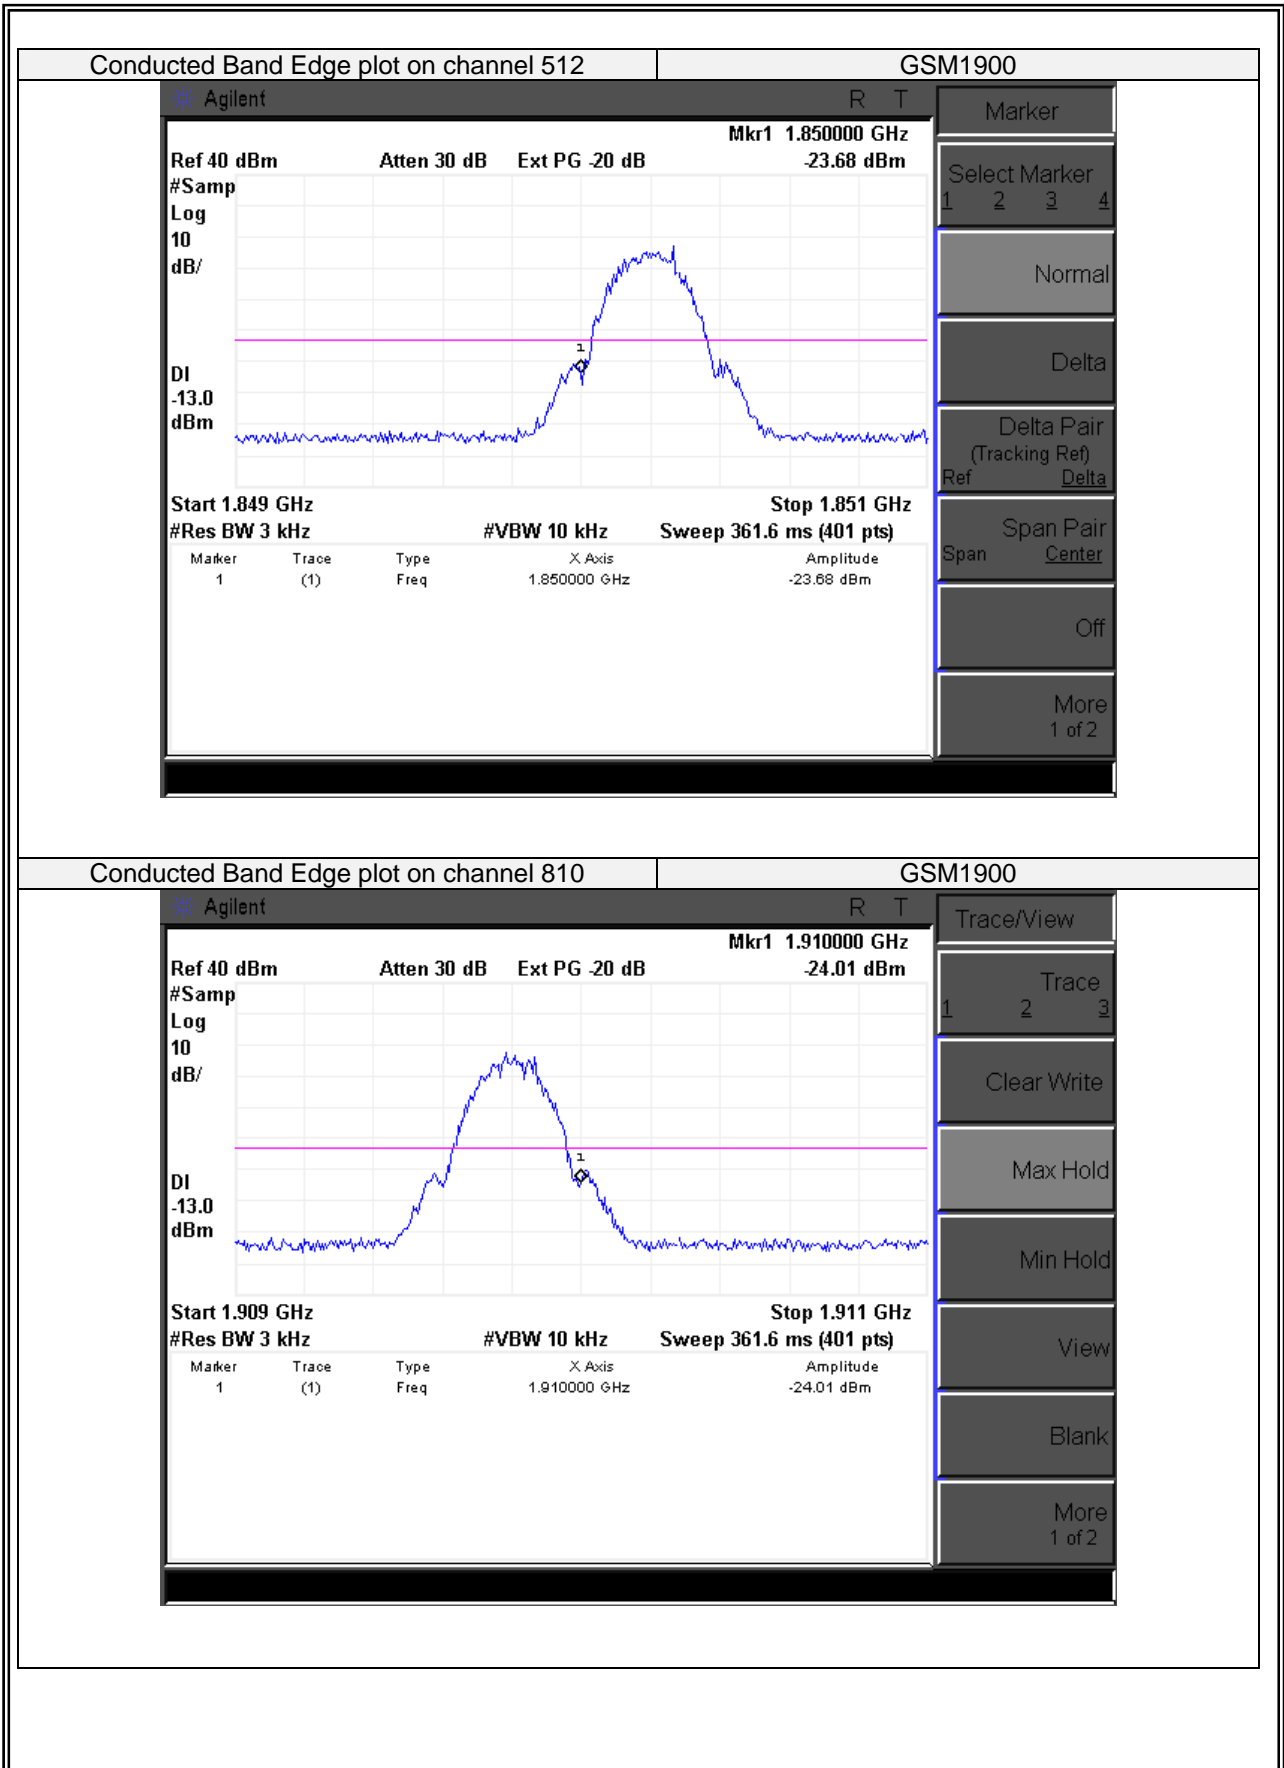 Conducted Band Edge plot on channel 512 GSM1900
Agilent R T Marker
Mkr1 1.850000 GHz
Ref 40 dBm Atten 30 dB Ext PG -20 dB -23.68 dBm
#Samp
Log
10
dB/
1
DI
-13.0
dBm
Start 1.849 GHz Stop 1.851 GHz
#Res BW 3 kHz #VBW 10 kHz Sweep 361.6 ms (401 pts)
Marker Trace Type X Axis Amplitude
1 (1) Freq 1.850000 GHz -23.68 dBm
Select Marker
1 2 3 4
Normal
Delta
Delta Pair
(Tracking Ref)
Ref Delta
Span Pair
Span Center
Off
More
1 of 2
Conducted Band Edge plot on channel 810 GSM1900
Agilent R T Trace/View
Mkr1 1.910000 GHz
Ref 40 dBm Atten 30 dB Ext PG -20 dB -24.01 dBm
#Samp
Log
10
dB/
1
DI
-13.0
dBm
Start 1.909 GHz Stop 1.911 GHz
#Res BW 3 kHz #VBW 10 kHz Sweep 361.6 ms (401 pts)
Marker Trace Type X Axis Amplitude
1 (1) Freq 1.910000 GHz -24.01 dBm
Trace
1 2 3
Clear Write
Max Hold
Min Hold
View
Blank
More
1 of 2